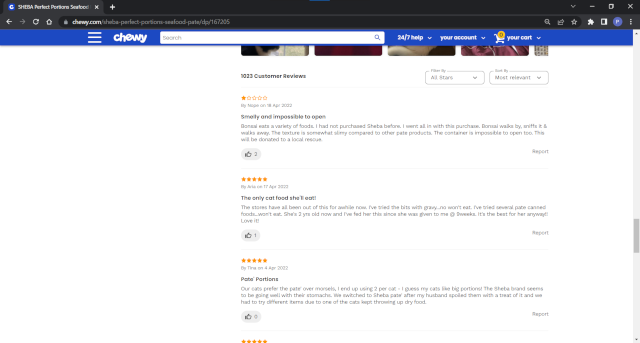 SHEBA Perfect Portions Seafood
chewy.com/sheba-perfect-portions-seafood-pate/dp/167205
chewy
Search
24/7 help
your account
your cart
1023 Customer Reviews
Filter By
All Stars
Sort By
Most relevant
By Taipe on 18 Apr 2022
Smelly and impossible to open
Bonsai eats a variety of foods. I had not purchased Sheba before. I went all in with this purchase. Bonsai walks by, sniffs it &
walks away. The texture is somewhat slimy compared to other pate products. The container is impossible to open too. This
will be donated to a local rescue.
2
Report
By Aria on 17 Apr 2022
The only cat food she'll eat!
The stores have all been out of this for awhile now. I've tried the bits with gravy...no won't eat. I've tried several pate canned
foods...won't eat. She's 2 yrs old now and I've fed her this since she was given to me @ 9weeks. It's the best for her anyway!!
Love it!
1
Report
By Tina on 4 Apr 2022
Pate' Portions
Our cats prefer the pate' over morsels, I end up using 2 per cat - I guess my cats like big portions! The Sheba brand seems
to be going well with their stomachs. We switched to Sheba pate' after my husband spoiled them with a treat of it and we
had to try different items due to one of the cats kept throwing up dry food.
0
Report